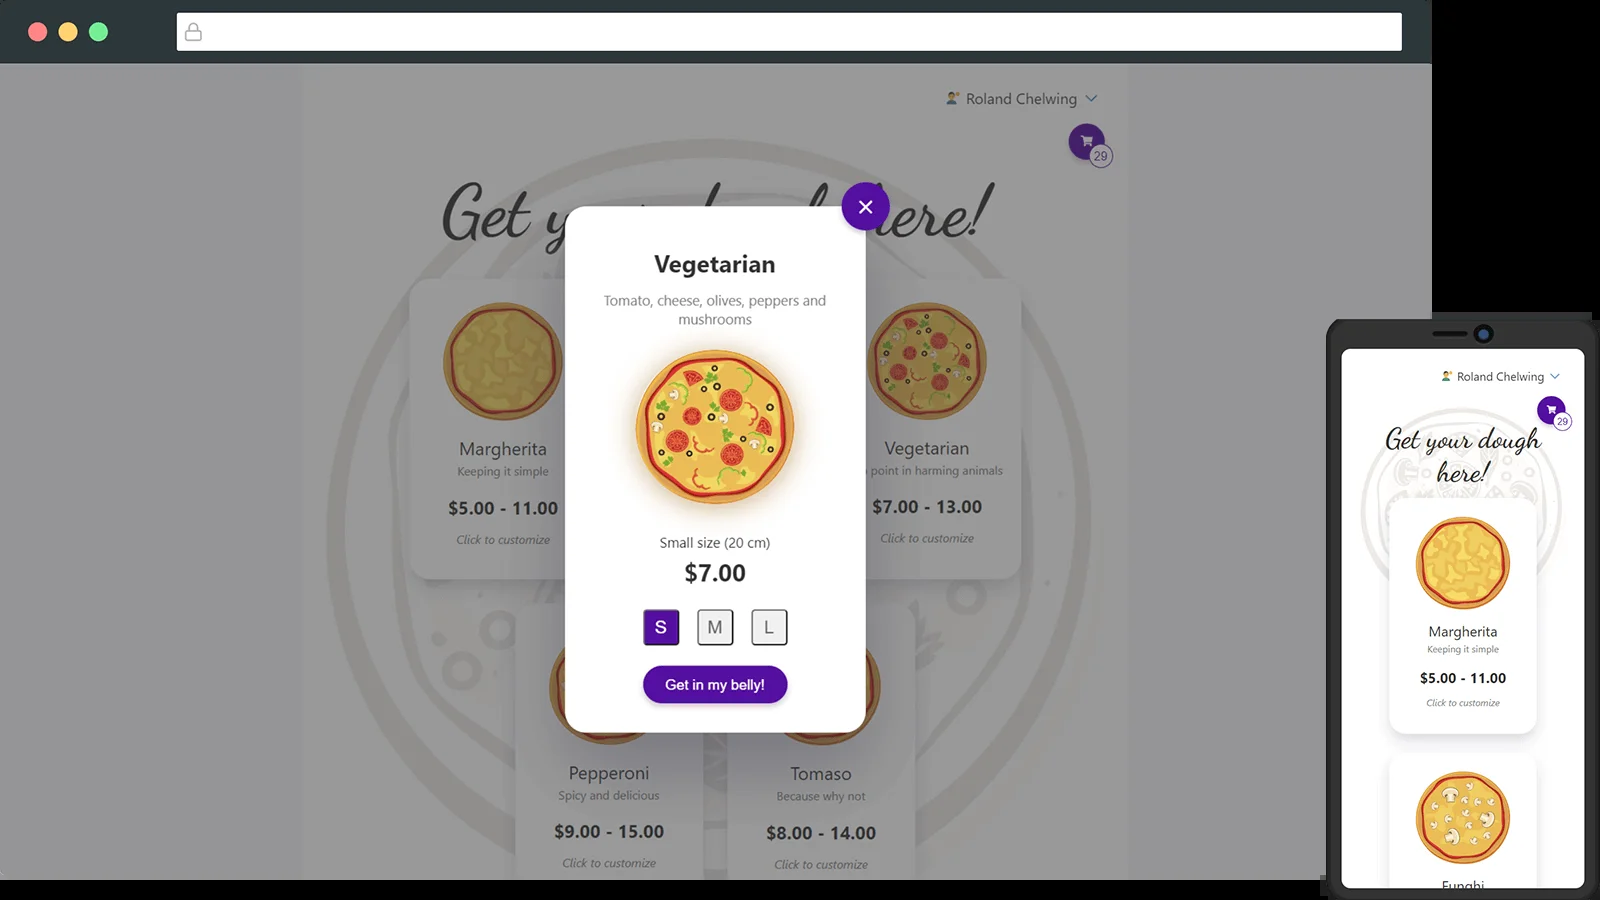 Roland Chelwing
29
Get y
here!
Vegetarian
Tomato, cheese, olives, peppers and
mushrooms
Small size (20 cm)
$7.00
S M L
Get in my belly!
Margherita
Keeping it simple
$5.00 - 11.00
Click to customize
Vegetarian
point in harming animals
$7.00 - 13.00
Click to customize
Pepperoni
Spicy and delicious
$9.00 - 15.00
Click to customize
Tomaso
Because why not
$8.00 - 14.00
Click to customize
Roland Chelwing
29
Get your dough
here!
Margherita
Keeping it simple
$5.00 - 11.00
Click to customize
Funghi